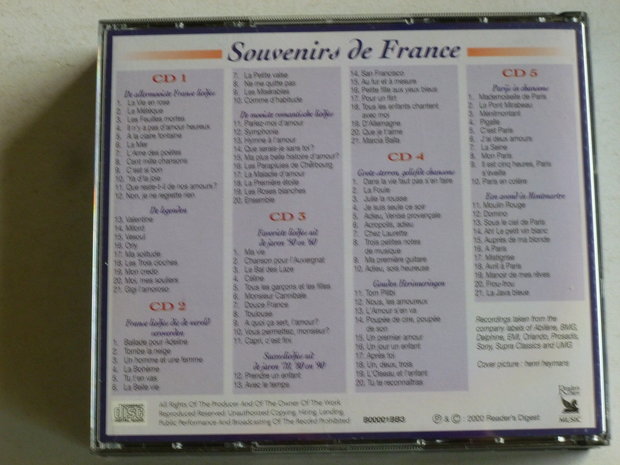 Souvenirs de France
CD 1
De allermooiste Franse liedjes
1. La Vie en rose
2. La Métèque
3. Les Feuilles mortes
4. Il n'y a pas d'amour heureux
5. A la claire fontaine
6. La Mer
7. L'Ame des poètes
8. Cent mille chansons
9. C'est si bon
10. Y'a d'la joie
11. Que reste-t-il de nos amours?
12. Non, je ne regrette rien
De legenden
13. Valentine
14. Milord
15. Vesoul
16. Orly
17. Ma solitude
18. Les Trois cloches
19. Mon credo
20. Moi, mes souliers
21. Gigi l'amoroso
CD 2
Franse liedjes die de wereld
veroverden
1. Ballade pour Adeline
2. Tombe la neige
3. Un homme et une femme
4. La Bohème
5. Tu t'en vas
6. La Belle vie
7. La Petite valse
8. Ne me quitte pas
9. Les Misérables
10. Comme d'habitude
De mooiste romantische liedjes
11. Parlez-moi d'amour
12. Symphonie
13. Hymne à l'amour
14. Que serais-je sans toi?
15. Ma plus belle histoire d'amour
16. Les Parapluies de Cherbourg
17. La Maladie d'amour
18. La Première étoile
19. Les Roses blanches
20. Ensemble
CD 3
Favoriete liedjes uit
de jaren '50 en '60
1. Ma vie
2. Chanson pour l'Auvergnat
3. Le Bal des Laze
4. Céline
5. Tous les garçons et les filles
6. Monsieur Cannibale
7. Douce France
8. Toulouse
9. A quoi ça sert, l'amour?
10. Vous permettez, monsieur?
11. Capri, c'est fini
Succesliedjes uit
de jaren '70, '80 en '90
12. Prendre un enfant
13. Avec le temps
14. San Francisco
15. Au fur et à mesure
16. Petite fille aux yeux bleus
17. Pour un flirt
18. Tous les enfants chantent
avec moi
19. D'Allemagne
20. Que je t'aime
21. Marcia Baila
CD 4
Grote sterren, geliefde chansons
1. Dans la vie faut pas s'en faire
2. La Foule
3. Julie la rousse
4. Je suis seule ce soir
5. Adieu, Venise provençale
6. Acropolis, adieu
7. Chez Laurette
8. Trois petites notes
de musique
9. Ma première guitare
10. Adieu, sois heureuse
Gouden Herinneringen
11. Tom Pillibi
12. Nous, les amoureux
13. L'Amour s'en va
14. Poupée de cire, poupée
de son
15. Un premier amour
16. Un jour un enfant
17. Après toi
18. Un, deux, trois
19. L'Oiseau et l'enfant
20. Tu te reconnaîtras
CD 5
Parijs in chansons
1. Mademoiselle de Paris
2. Le Pont Mirabeau
3. Ménilmontant
4. Pigalle
5. C'est Paris
6. J'ai deux amours
7. La Seine
8. Mon Paris
9. Il est cinq heures, Paris
s'éveille
10. Paris en colère
Een avond in Montmartre
11. Moulin Rouge
12. Domino
13. Sous le ciel de Paris
14. Ah! Le petit vin blanc
15. Auprès de ma blonde
16. A Paris
17. Mistigrise
18. Avril à Paris
19. Manoir de mes rêves
20. Frou-frou
21. La Java bleue
Recordings taken from the
company labels of Abilène, BMG,
Delphine, EMI, Orlando, Pressidis,
Sony, Supra Classics and UMG
Cover picture : henri heymans
COMPACT
disc
DIGITAL AUDIO
All Rights Of The Producer And Of The Owner Of The Work
Reproduced Reserved. Unauthorized Copying, Hiring, Lending,
Public Performance And Broadcasting Of The Record Prohibited
℗ & © : 2000 Reader's Digest
Reader's
Digest
MUSIC